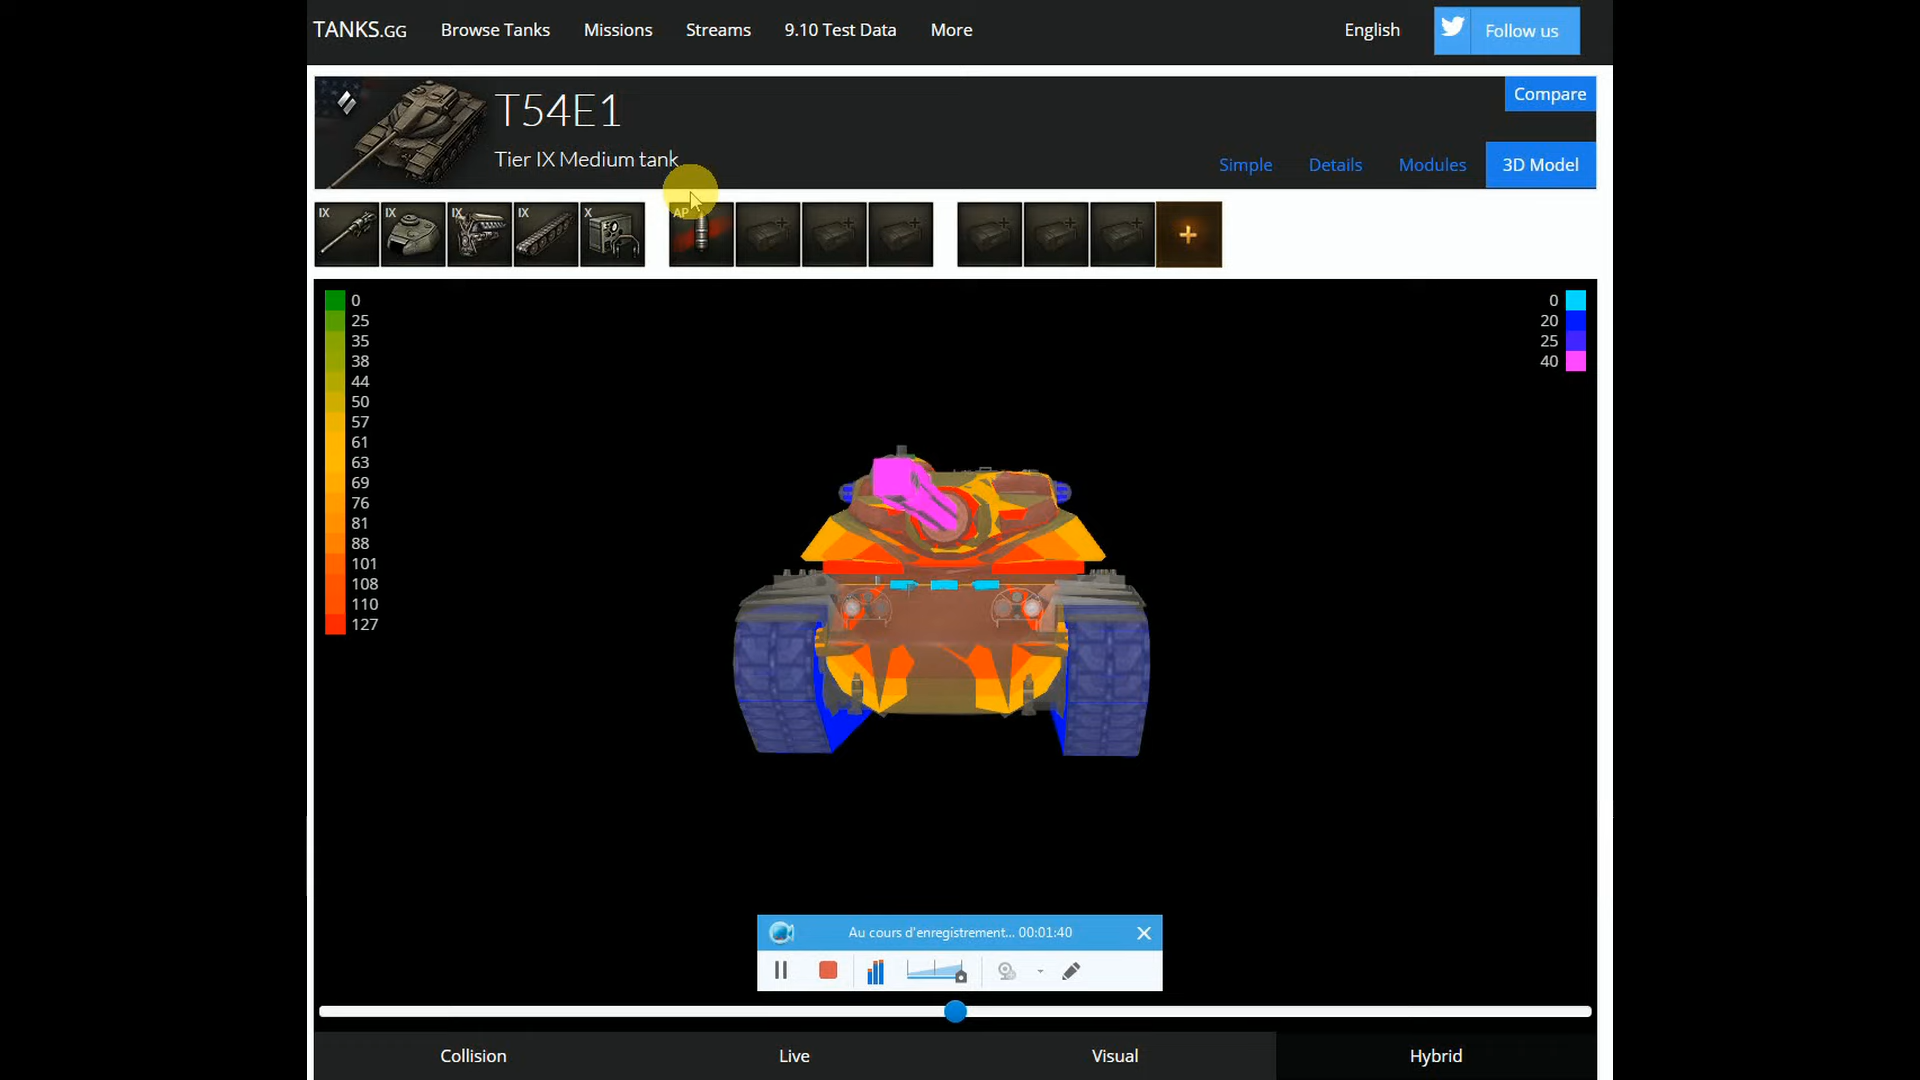 TANKS.GG Browse Tanks Missions Streams 9.10 Test Data More English Follow us
T54E1
Compare
Tier IX Medium tank
Simple Details Modules 3D Model
IX IX IX IX X AP
0
25
35
38
44
50
57
61
63
69
76
81
88
101
108
110
127
0
20
25
40
Au cours d'enregistrement... 00:01:40
Collision Live Visual Hybrid